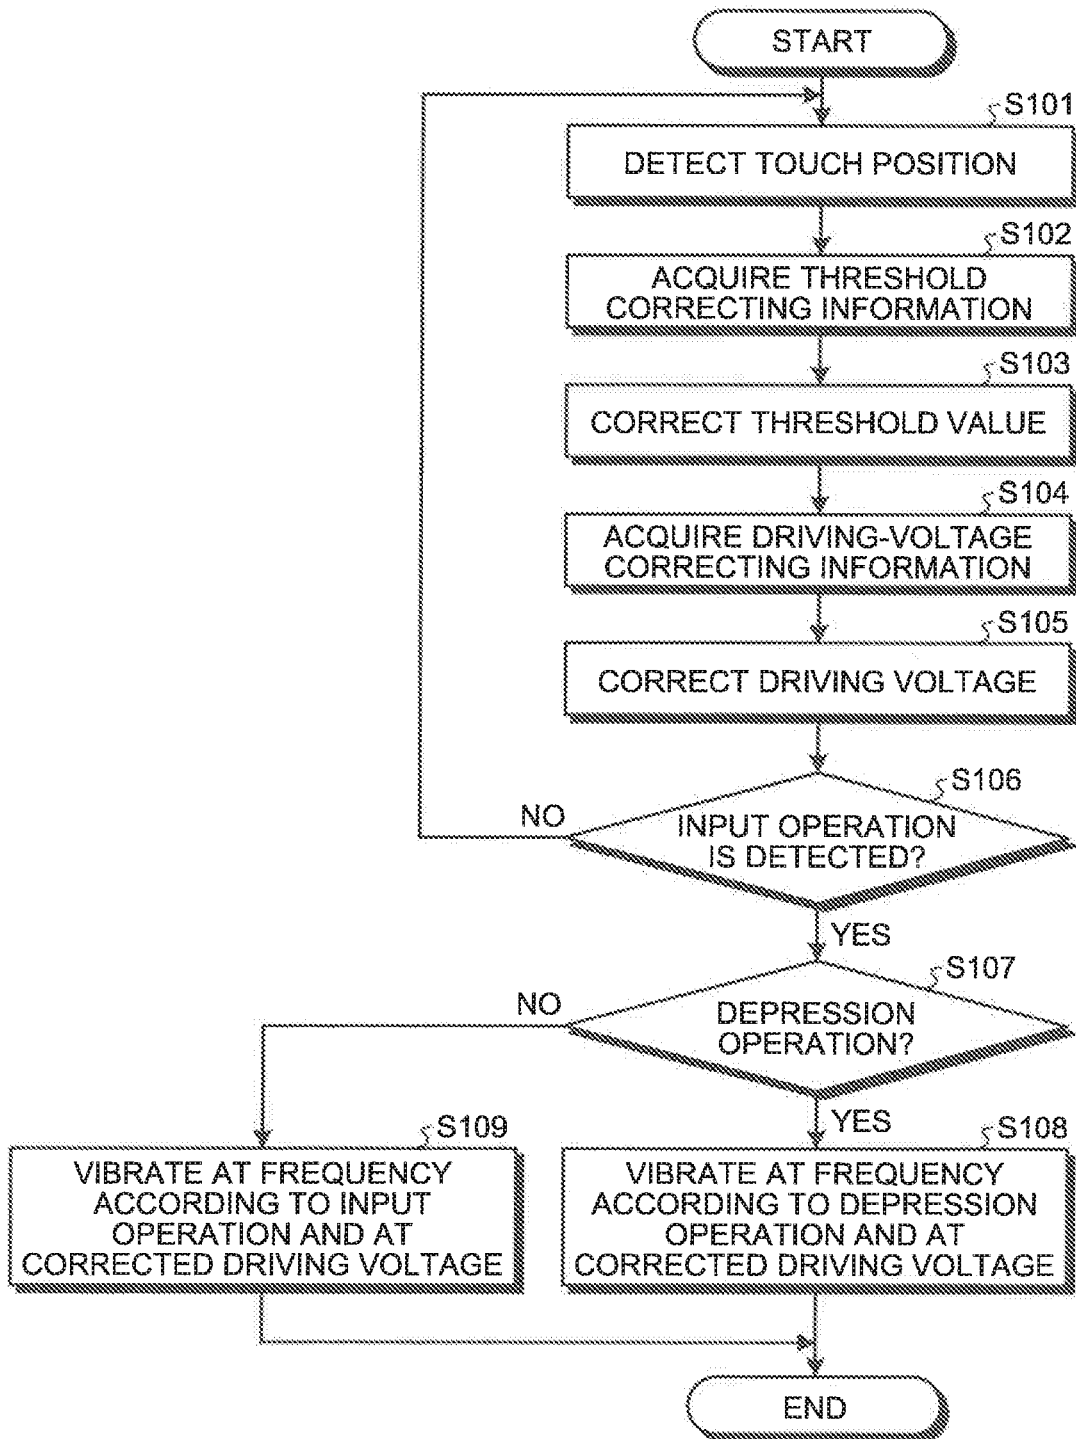 START
S101
DETECT TOUCH POSITION
S102
ACQUIRE THRESHOLD
CORRECTING INFORMATION
S103
CORRECT THRESHOLD VALUE
S104
ACQUIRE DRIVING-VOLTAGE
CORRECTING INFORMATION
S105
CORRECT DRIVING VOLTAGE
S106
NO
INPUT OPERATION
IS DETECTED?
YES
S107
NO
DEPRESSION
OPERATION?
YES
S109
VIBRATE AT FREQUENCY
ACCORDING TO INPUT
OPERATION AND AT
CORRECTED DRIVING VOLTAGE
S108
VIBRATE AT FREQUENCY
ACCORDING TO DEPRESSION
OPERATION AND AT
CORRECTED DRIVING VOLTAGE
END